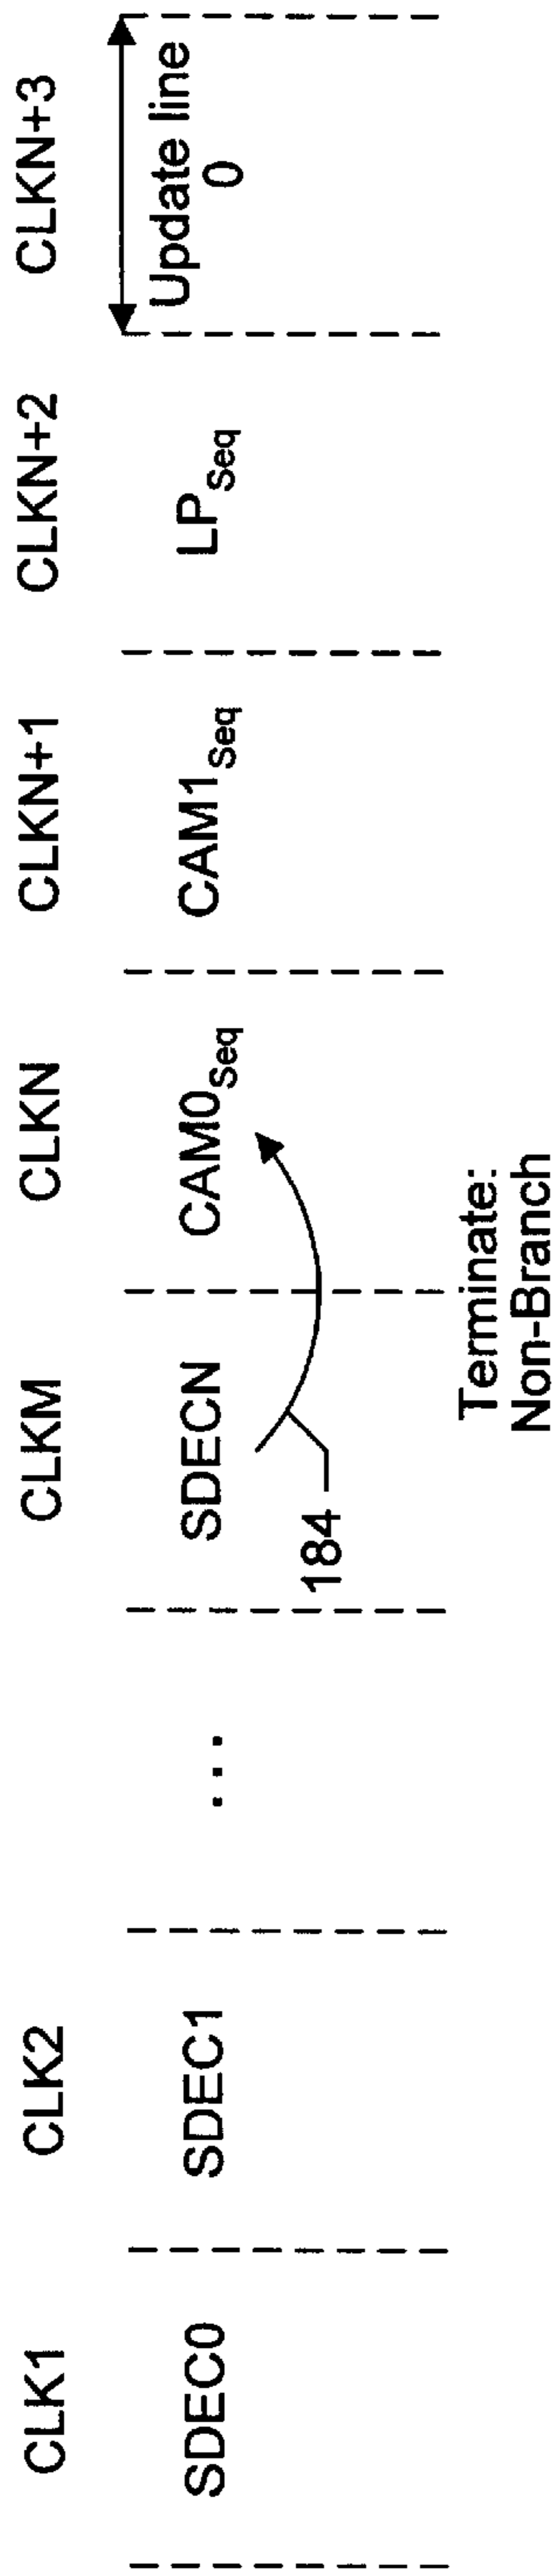 CLK1 CLK2 CLKM CLKN CLKN+1 CLKN+2 CLKN+3
SDEC0 SDEC1 ... SDECN CAM0Seq CAM1Seq LPSeq Update line
0
184
Terminate:
Non-Branch